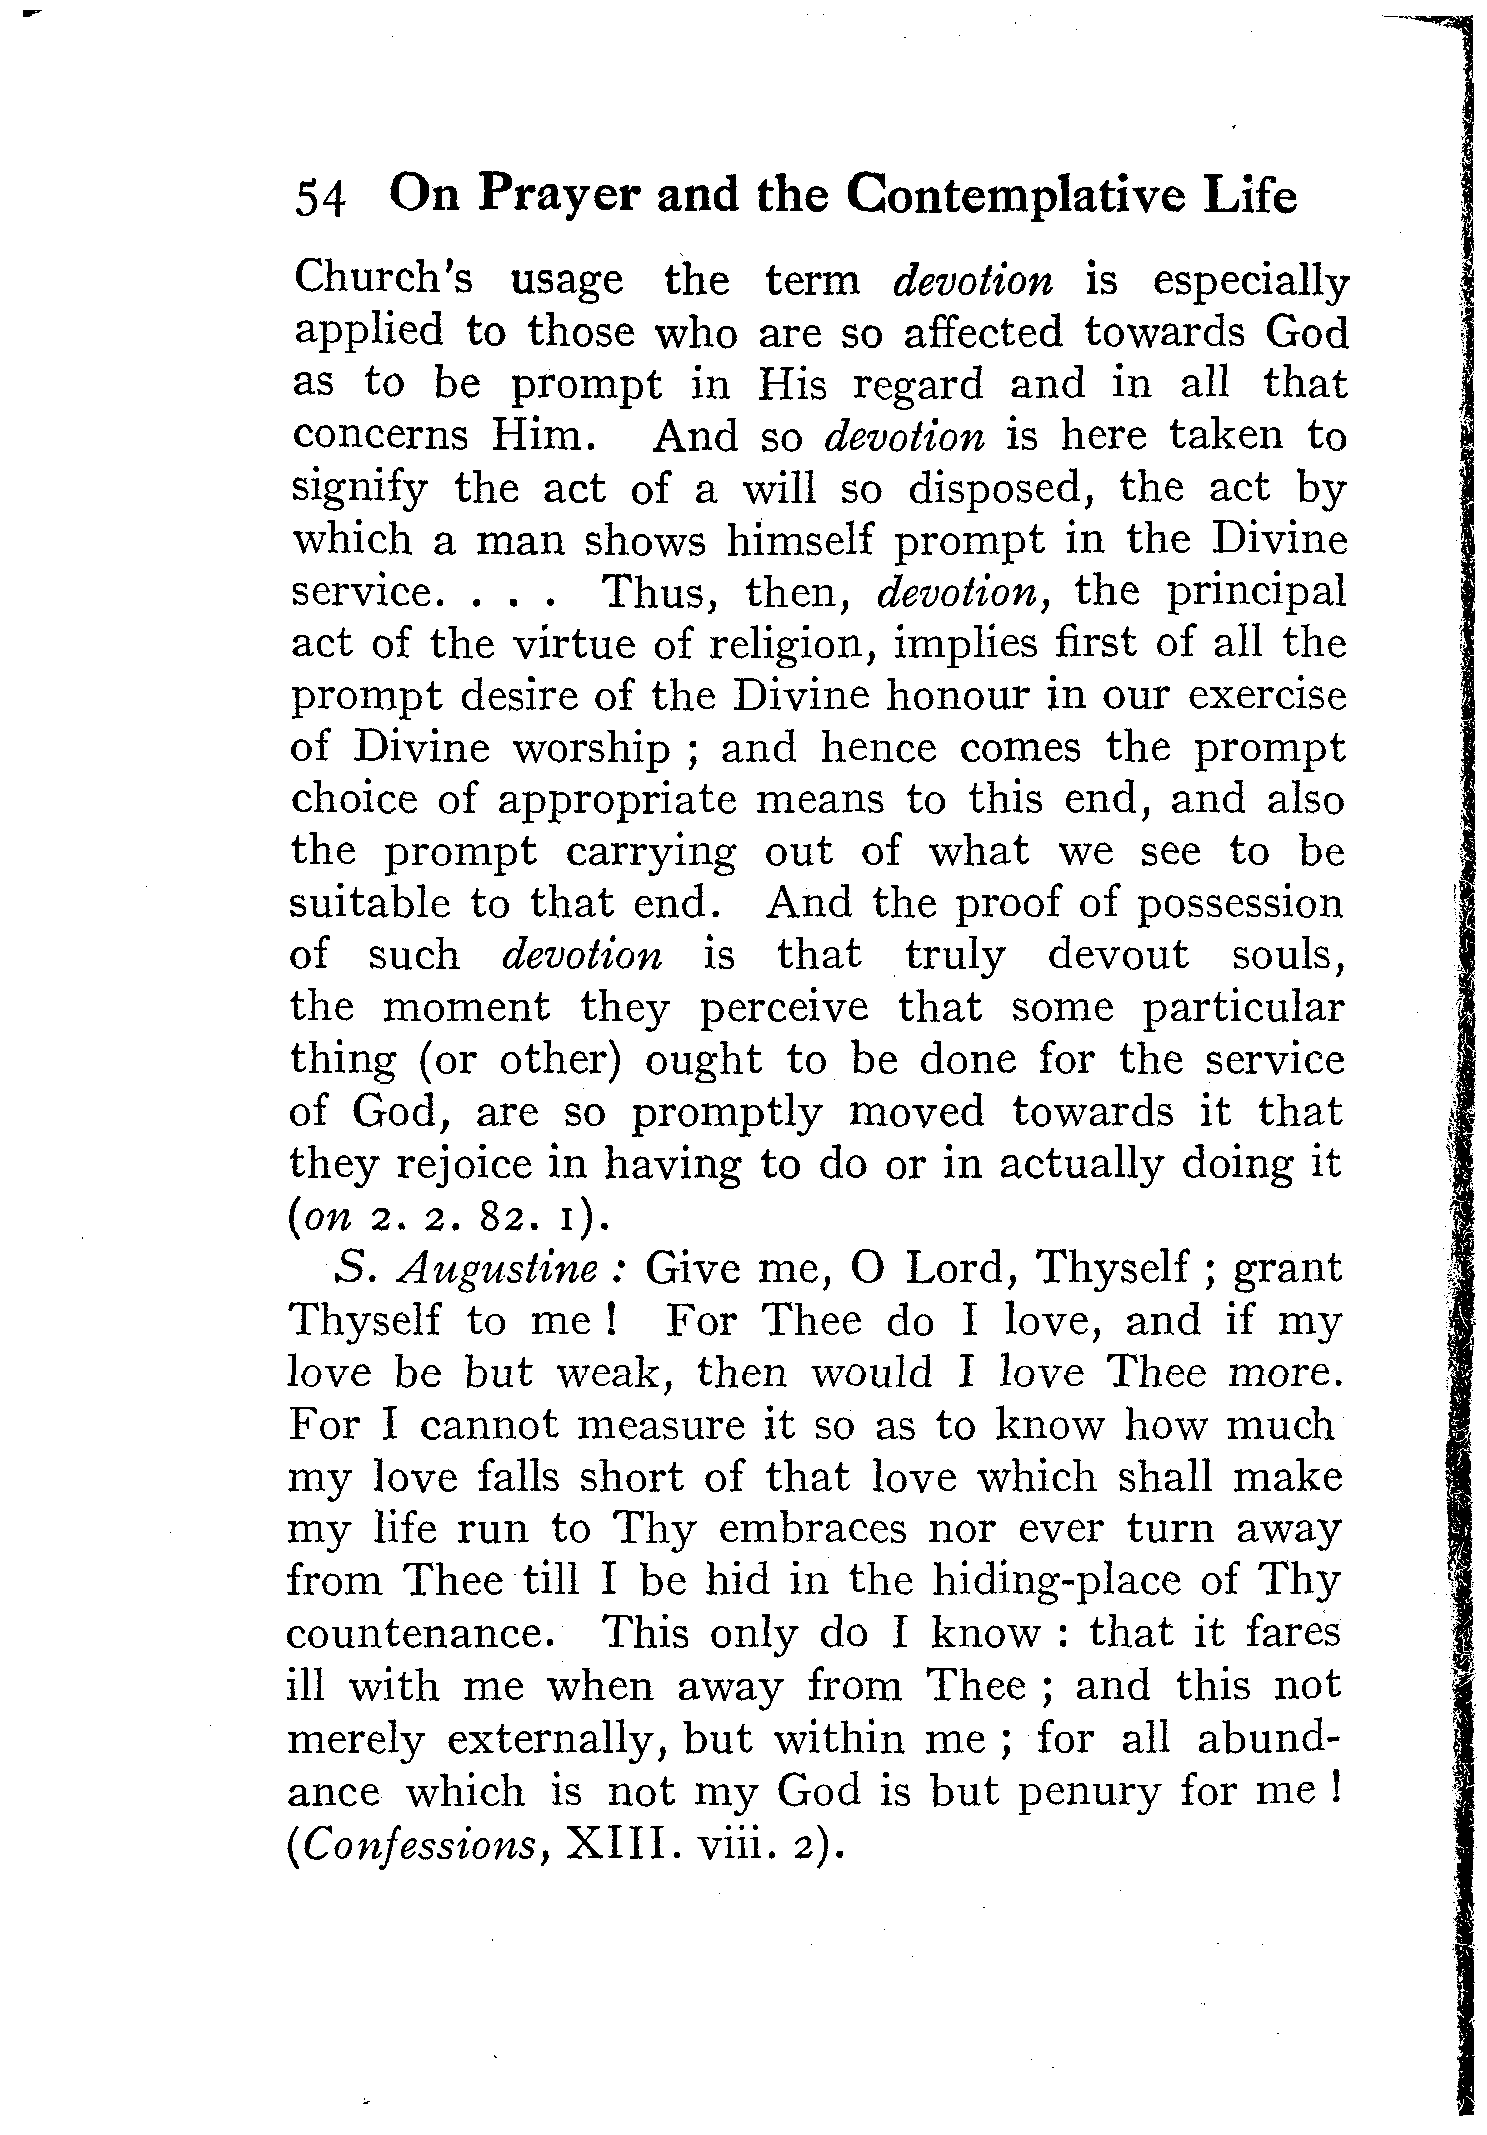 54 On Prayer and the Contemplative Life
Church's usage the term devotion is especially
applied to those who are so affected towards God
as to be prompt in His regard and in all that
concerns Him. And so devotion is here taken to
signify the act of a will so disposed, the act by
which a man shows himself prompt in the Divine
service. . . . Thus, then, devotion, the principal
act of the virtue of religion, implies first of all the
prompt desire of the Divine honour in our exercise
of Divine worship ; and hence comes the prompt
choice of appropriate means to this end, and also
the prompt carrying out of what we see to be
suitable to that end. And the proof of possession
of such devotion is that truly devout souls,
the moment they perceive that some particular
thing (or other) ought to be done for the service
of God, are so promptly moved towards it that
they rejoice in having to do or in actually doing it
(on 2. 2. 82. 1).
S. Augustine : Give me, O Lord, Thyself ; grant
Thyself to me ! For Thee do I love, and if my
love be but weak, then would I love Thee more.
For I cannot measure it so as to know how much
my love falls short of that love which shall make
my life run to Thy embraces nor ever turn away
from Thee till I be hid in the hiding-place of Thy
countenance. This only do I know : that it fares
ill with me when away from Thee ; and this not
merely externally, but within me ; for all abund-
ance which is not my God is but penury for me !
(Confessions, XIII. viii. 2).